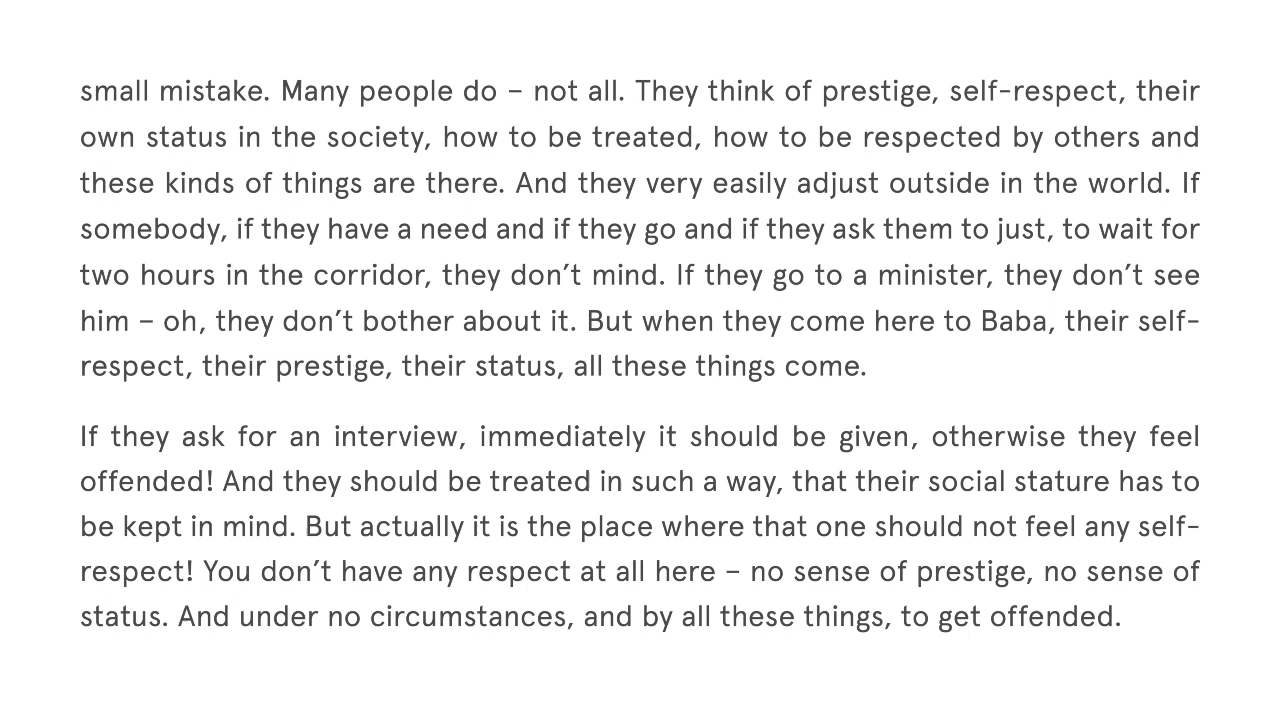 small mistake. Many people do – not all. They think of prestige, self-respect, their
own status in the society, how to be treated, how to be respected by others and
these kinds of things are there. And they very easily adjust outside in the world. If
somebody, if they have a need and if they go and if they ask them to just, to wait for
two hours in the corridor, they don’t mind. If they go to a minister, they don’t see
him – oh, they don’t bother about it. But when they come here to Baba, their self-
respect, their prestige, their status, all these things come.
If they ask for an interview, immediately it should be given, otherwise they feel
offended! And they should be treated in such a way, that their social stature has to
be kept in mind. But actually it is the place where that one should not feel any self-
respect! You don’t have any respect at all here – no sense of prestige, no sense of
status. And under no circumstances, and by all these things, to get offended.